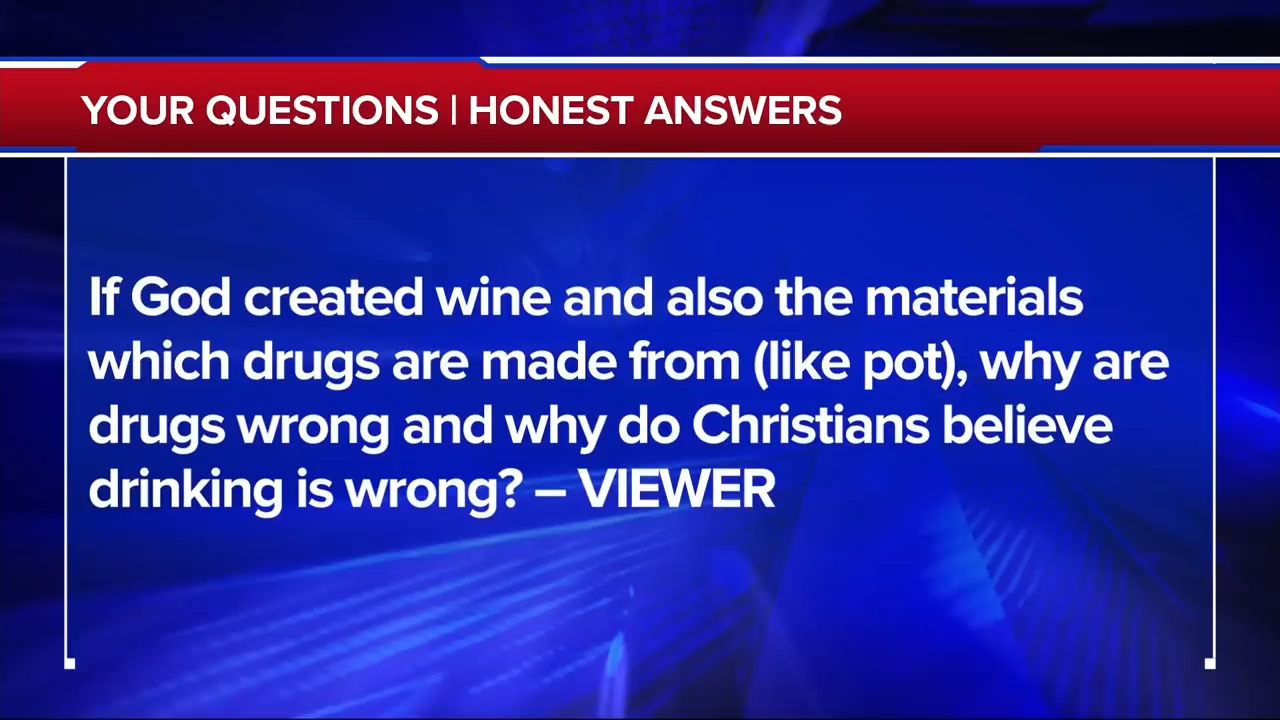 YOUR QUESTIONS | HONEST ANSWERS
If God created wine and also the materials
which drugs are made from (like pot), why are
drugs wrong and why do Christians believe
drinking is wrong? – VIEWER